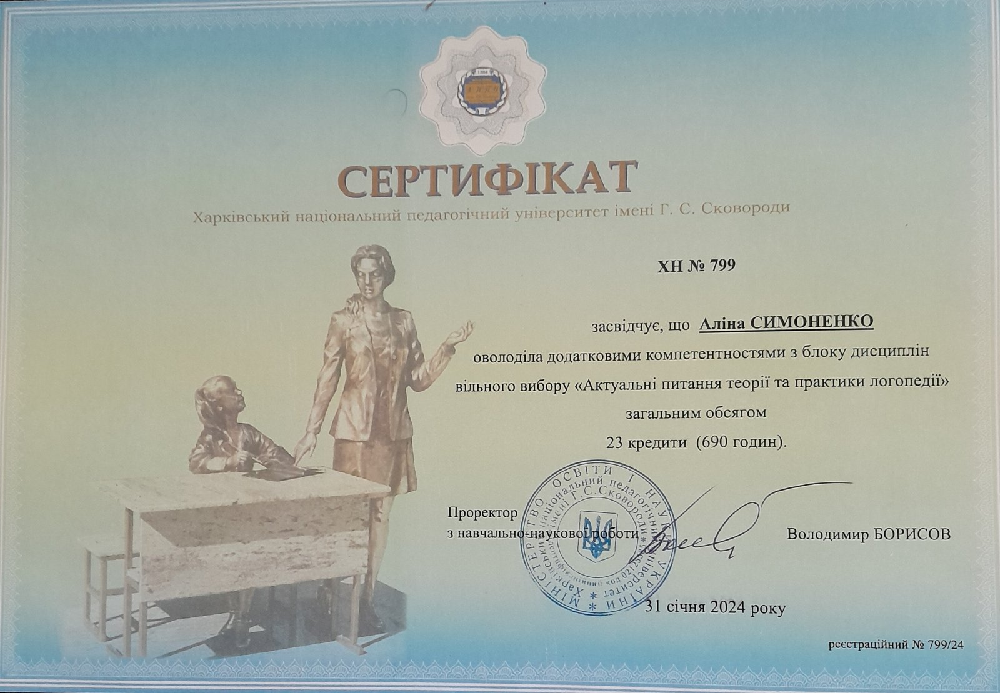 1804
СЕРТИФІКАТ
Харківський національний педагогічний університет імені Г. С. Сковороди
ХН № 799
засвідчує, що Аліна СИМОНЕНКО
оволоділа додатковими компетентностями з блоку дисциплін
вільного вибору «Актуальні питання теорії та практики логопедії»
загальним обсягом
23 кредити (690 годин).
Проректор
з навчально-наукової роботи
Володимир БОРИСОВ
МІНІСТЕРСТВО ОСВІТИ І НАУКИ УКРАЇНИ *
Харківський національний педагогічний університет *
імені Г.С.Сковороди * ідентифікаційний код
31 січня 2024 року
реєстраційний № 799/24